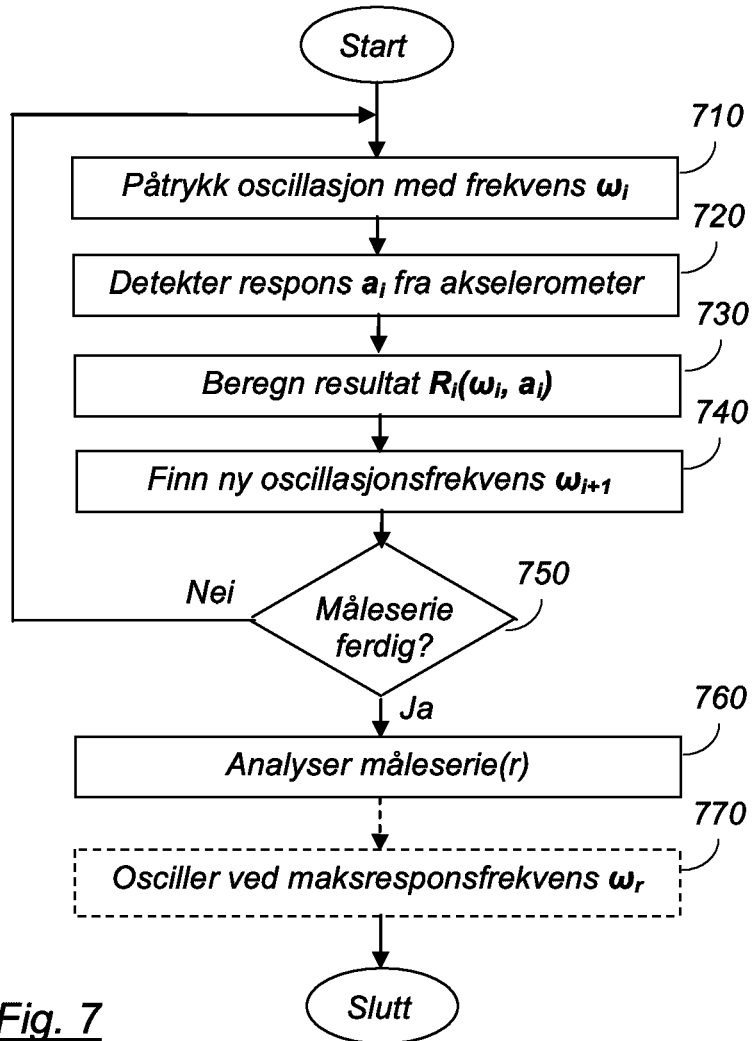 Start
710
Påtrykk oscillasjon med frekvens ωi
720
Detekter respons ai fra akselerometer
730
Beregn resultat Ri(ωi, ai)
740
Finn ny oscillasjonsfrekvens ωi+1
750
Nei
Måleserie
ferdig?
Ja
760
Analyser måleserie(r)
770
Osciller ved maksresponsfrekvens ωr
Slutt
Fig. 7